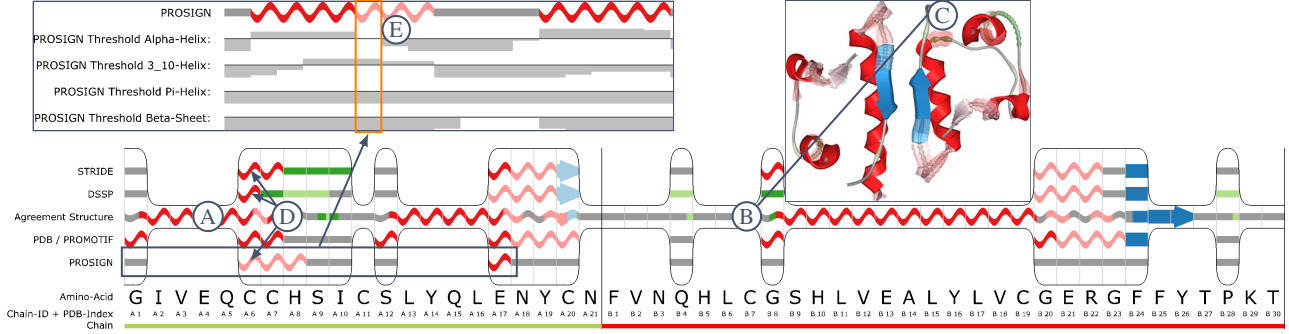 PROSIGN
E
PROSIGN Threshold Alpha-Helix:
PROSIGN Threshold 3_10-Helix:
PROSIGN Threshold Pi-Helix:
PROSIGN Threshold Beta-Sheet:
C
STRIDE
DSSP
Agreement Structure
A
D
B
PDB / PROMOTIF
PROSIGN
Amino-Acid
G I V E Q C C H S I C S L Y Q L E N Y C N F V N Q H L C G S H L V E A L Y L V C G E R G F F Y T P K T
Chain-ID + PDB-Index
A 1 A 2 A 3 A 4 A 5 A 6 A 7 A 8 A 9 A 10 A 11 A 12 A 13 A 14 A 15 A 16 A 17 A 18 A 19 A 20 A 21 B 1 B 2 B 3 B 4 B 5 B 6 B 7 B 8 B 9 B 10 B 11 B 12 B 13 B 14 B 15 B 16 B 17 B 18 B 19 B 20 B 21 B 22 B 23 B 24 B 25 B 26 B 27 B 28 B 29 B 30
Chain